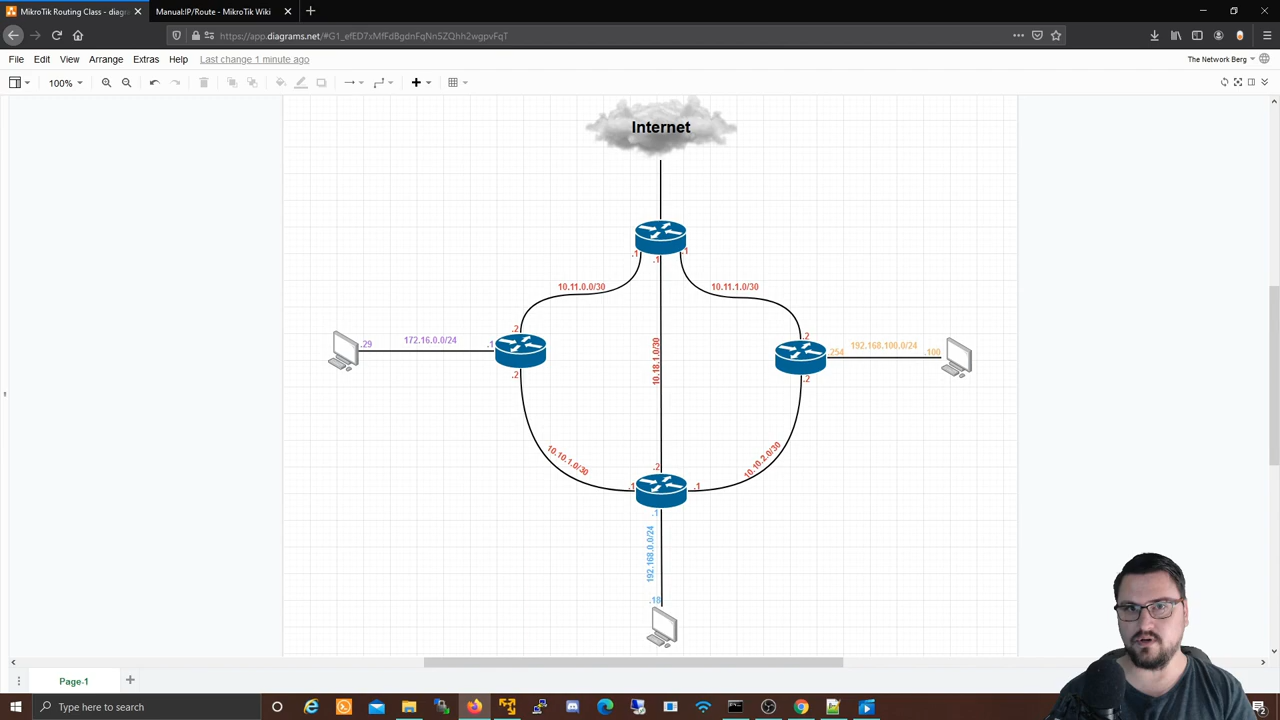 MikroTik Routing Class - diagra
Manual:IP/Route - MikroTik Wiki
https://app.diagrams.net/#G1_efED7xMfFdBgdnFqNn5ZQhh2wgpvFqT
File Edit View Arrange Extras Help Last change 1 minute ago
The Network Berg
100%
Internet
.1 .1 .1
10.11.0.0/30 10.11.1.0/30
.2 .2
.29 172.16.0.0/24 .1
10.18.1.0/30
.254 192.168.100.0/24 .100
.2 .2
10.10.1.0/30 10.10.2.0/30
.2
.1 .1
.1
192.168.0.0/24
.18
Page-1
Type here to search